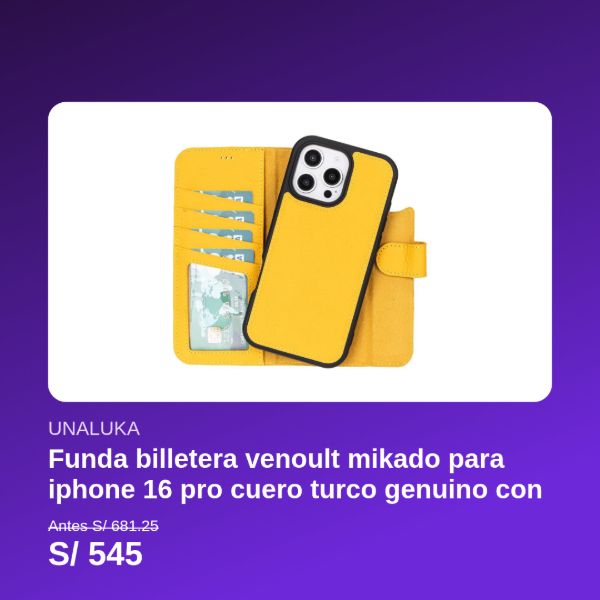 UNALUKA
Funda billetera venoult mikado para
iphone 16 pro cuero turco genuino con
Antes S/ 681.25
S/ 545